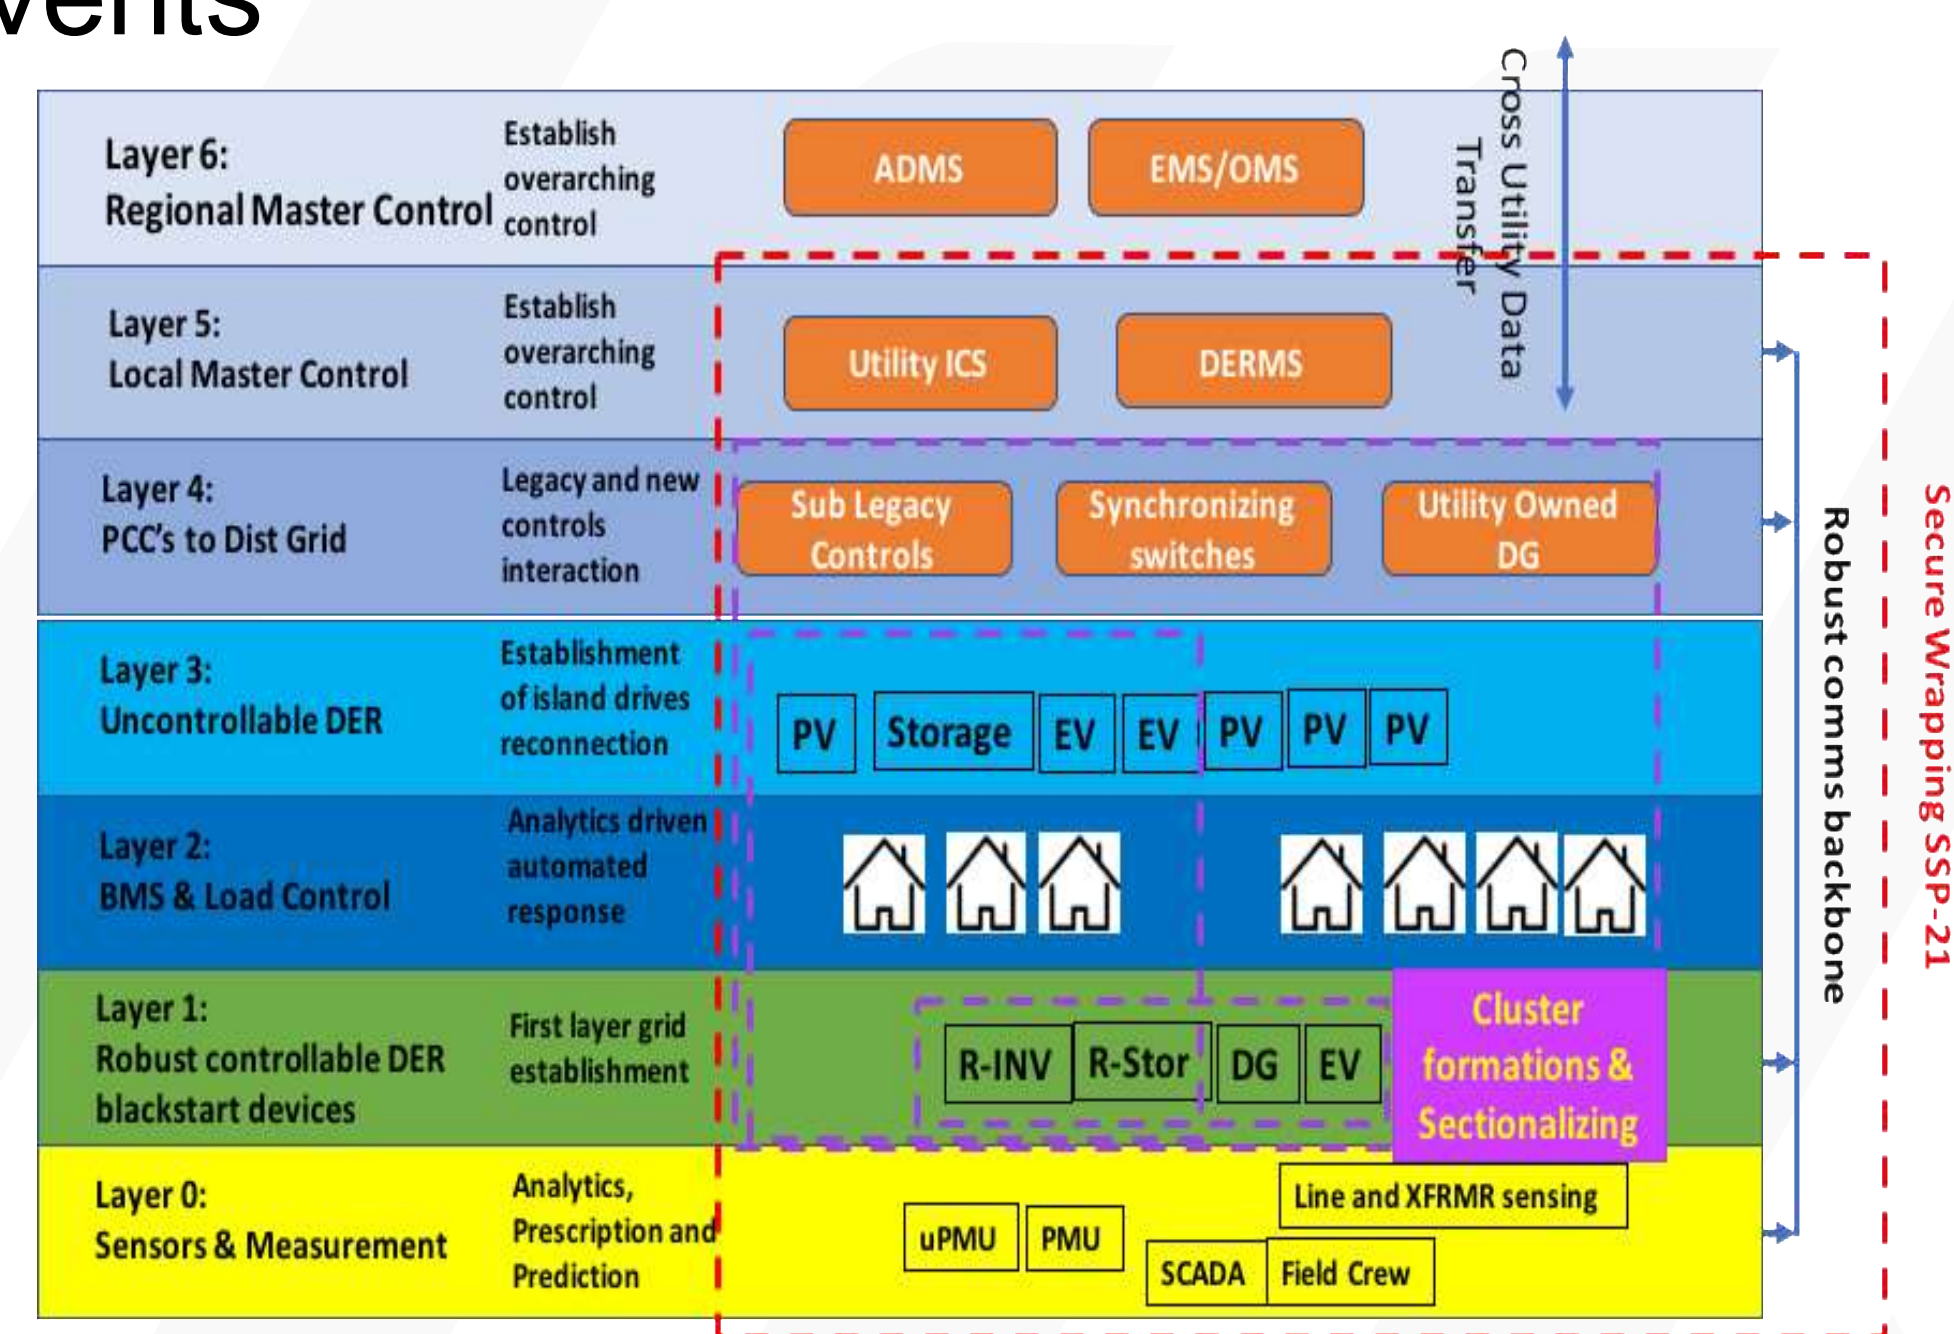 Layer 6:
Regional Master Control
Establish
overarching
control
ADMS
EMS/OMS
Cross Utility Data
Transfer
Layer 5:
Local Master Control
Establish
overarching
control
Utility ICS
DERMS
Layer 4:
PCC's to Dist Grid
Legacy and new
controls
interaction
Sub Legacy
Controls
Synchronizing
switches
Utility Owned
DG
Layer 3:
Uncontrollable DER
Establishment
of island drives
reconnection
PV
Storage
EV
EV
PV
PV
PV
Layer 2:
BMS & Load Control
Analytics driven
automated
response
Layer 1:
Robust controllable DER
blackstart devices
First layer grid
establishment
R-INV
R-Stor
DG
EV
Cluster
formations &
Sectionalizing
Layer 0:
Sensors & Measurement
Analytics,
Prescription and
Prediction
uPMU
PMU
Line and XFRMR sensing
SCADA
Field Crew
Robust comms backbone
Secure Wrapping SSP-21